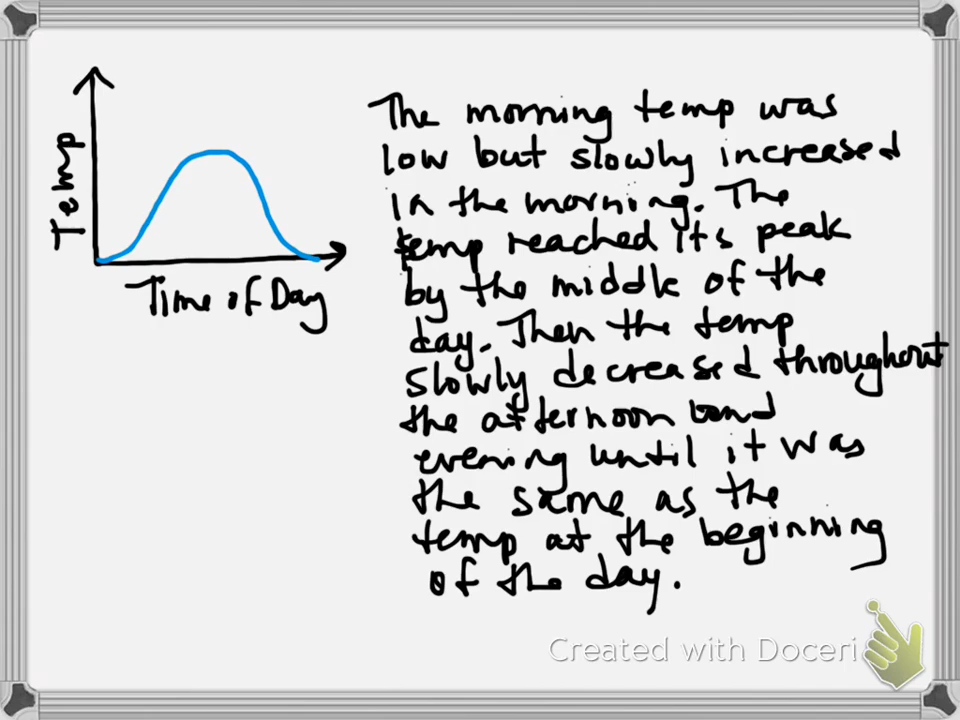 Temp
Time of Day
The morning temp was
low but slowly increased
in the morning. The
temp reached its peak
by the middle of the
day. Then the temp
slowly decreased throughout
the afternoon and
evening until it was
the same as the
temp at the beginning
of the day.
Created with Doceri